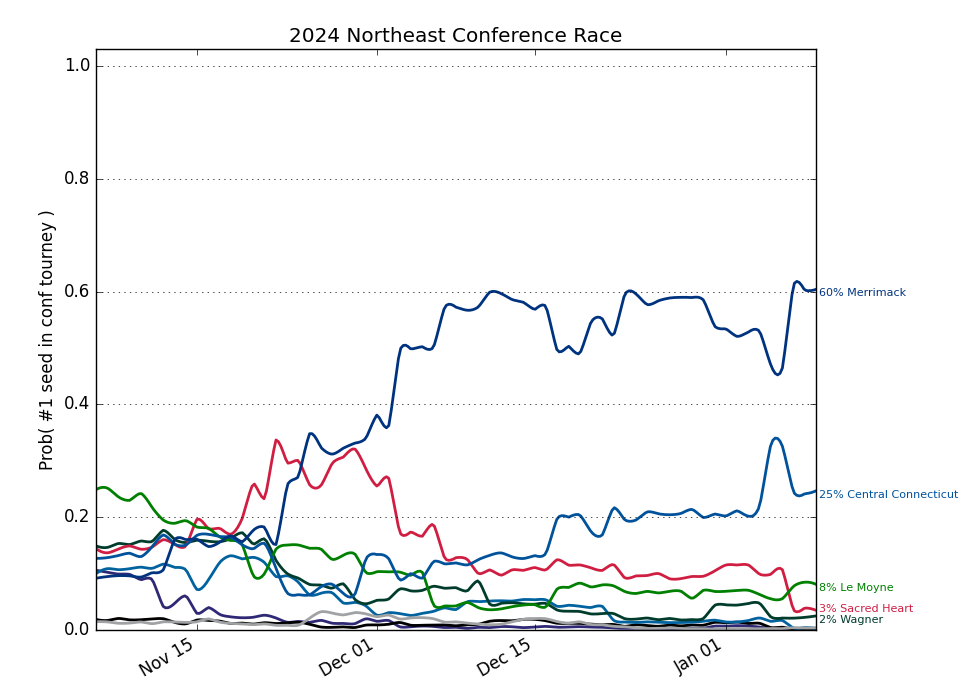 2024 Northeast Conference Race
Prob( #1 seed in conf tourney )
1.0
0.8
0.6
0.4
0.2
0.0
Nov 15
Dec 01
Dec 15
Jan 01
60% Merrimack
25% Central Connecticut
8% Le Moyne
3% Sacred Heart
2% Wagner